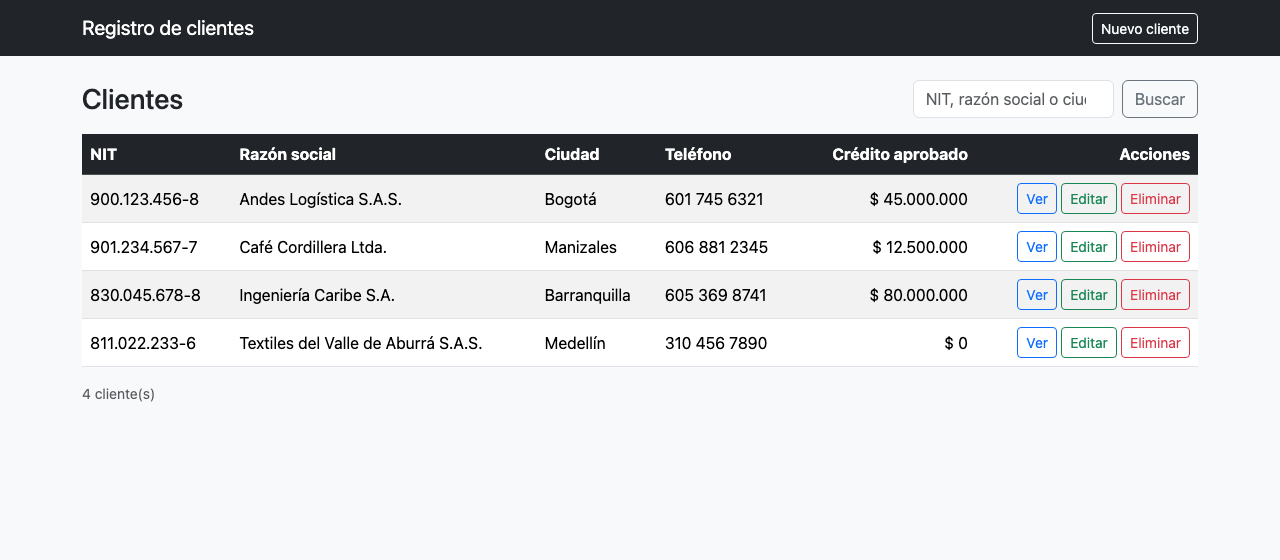 Registro de clientes Nuevo cliente
Clientes NIT, razón social o ciu Buscar
NIT Razón social Ciudad Teléfono Crédito aprobado Acciones
900.123.456-8 Andes Logística S.A.S. Bogotá 601 745 6321 $ 45.000.000 Ver Editar Eliminar
901.234.567-7 Café Cordillera Ltda. Manizales 606 881 2345 $ 12.500.000 Ver Editar Eliminar
830.045.678-8 Ingeniería Caribe S.A. Barranquilla 605 369 8741 $ 80.000.000 Ver Editar Eliminar
811.022.233-6 Textiles del Valle de Aburrá S.A.S. Medellín 310 456 7890 $ 0 Ver Editar Eliminar
4 cliente(s)